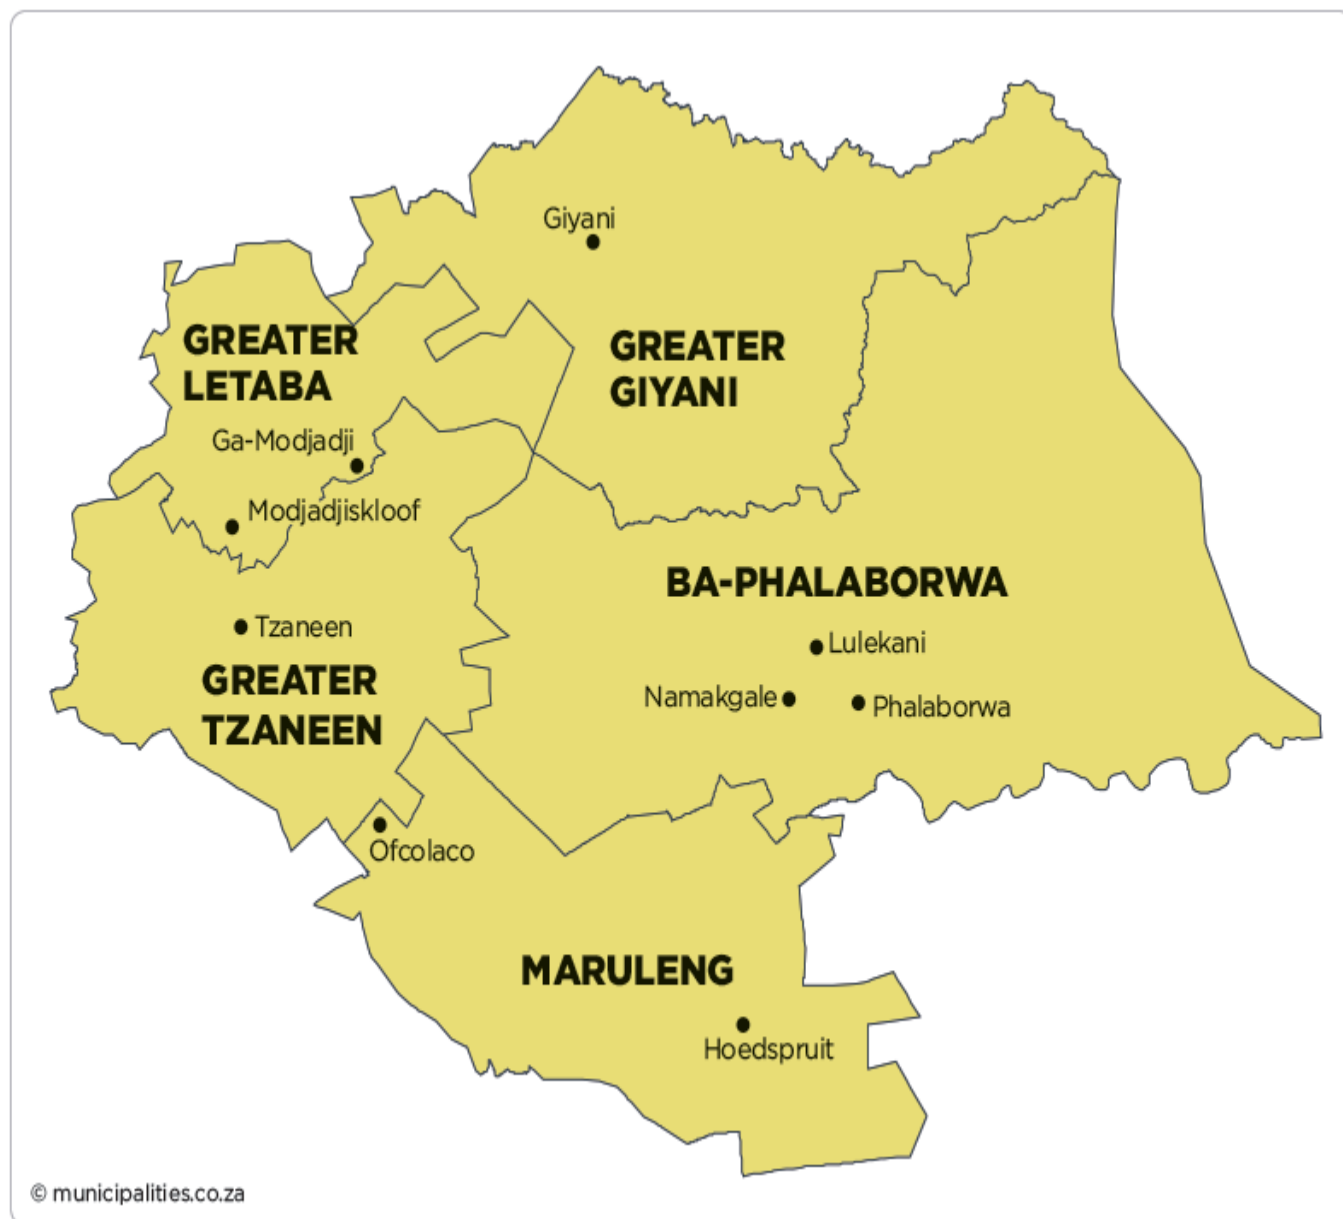 Giyani
GREATER
LETABA
GREATER
GIYANI
Ga-Modjadji
Modjadjiskloof
BA-PHALABORWA
Tzaneen
Lulekani
GREATER
TZANEEN
Namakgale
Phalaborwa
Ofcolaco
MARULENG
Hoedspruit
© municipalities.co.za